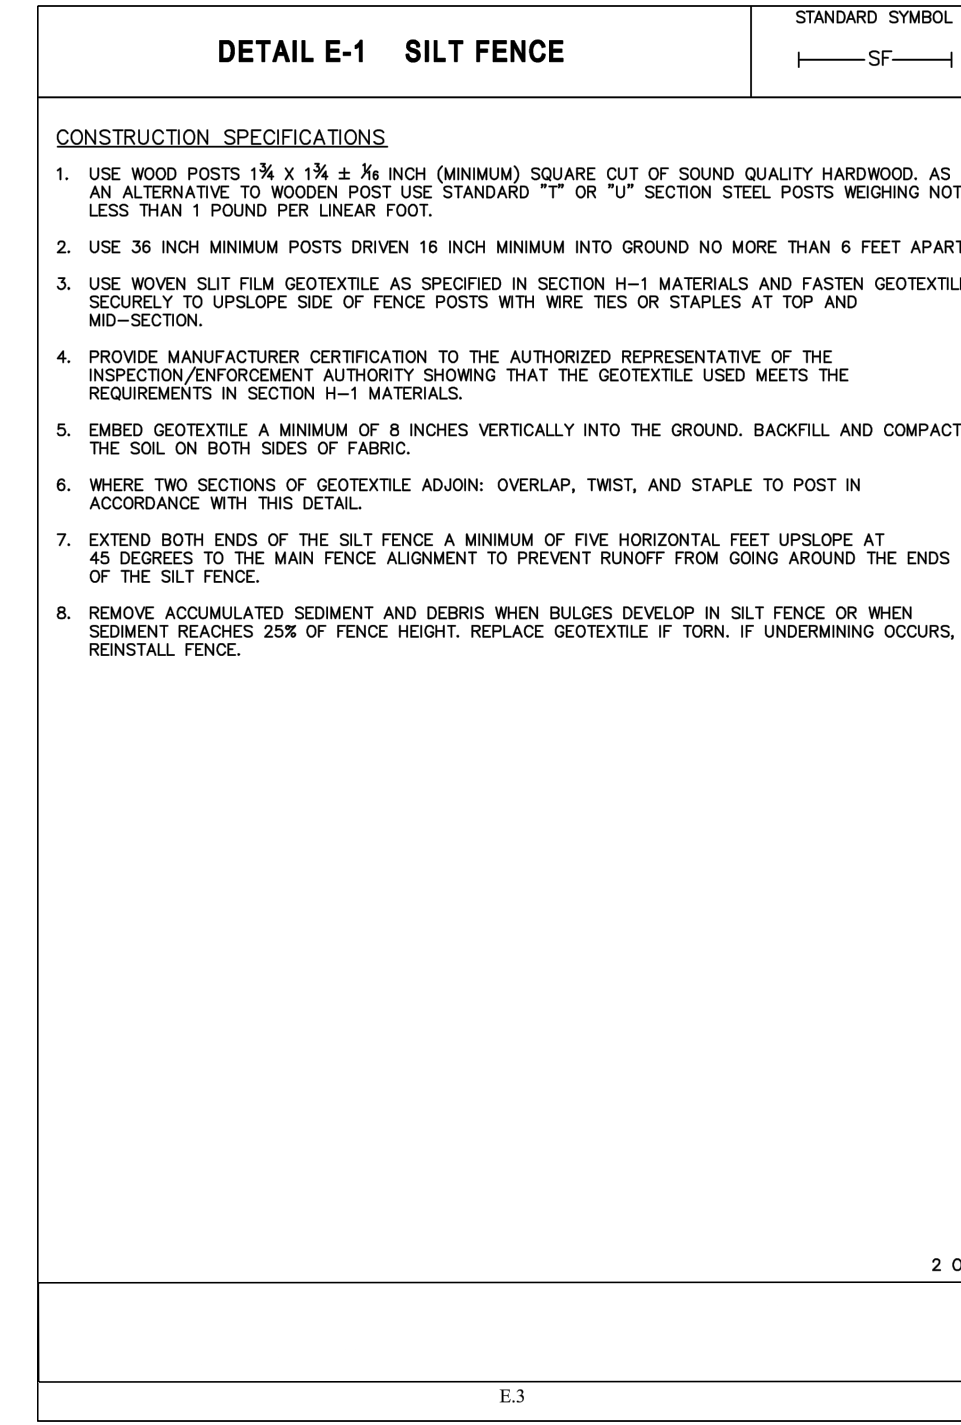 STANDARD SYMBOL
DETAIL E-1 SILT FENCE
SF
CONSTRUCTION SPECIFICATIONS
1. USE WOOD POSTS 1¾ X 1¾ ± 1⁄16 INCH (MINIMUM) SQUARE CUT OF SOUND QUALITY HARDWOOD. AS
AN ALTERNATIVE TO WOODEN POST USE STANDARD "T" OR "U" SECTION STEEL POSTS WEIGHING NOT
LESS THAN 1 POUND PER LINEAR FOOT.
2. USE 36 INCH MINIMUM POSTS DRIVEN 16 INCH MINIMUM INTO GROUND NO MORE THAN 6 FEET APART
3. USE WOVEN SLIT FILM GEOTEXTILE AS SPECIFIED IN SECTION H-1 MATERIALS AND FASTEN GEOTEXTILE
SECURELY TO UPSLOPE SIDE OF FENCE POSTS WITH WIRE TIES OR STAPLES AT TOP AND
MID-SECTION.
4. PROVIDE MANUFACTURER CERTIFICATION TO THE AUTHORIZED REPRESENTATIVE OF THE
INSPECTION/ENFORCEMENT AUTHORITY SHOWING THAT THE GEOTEXTILE USED MEETS THE
REQUIREMENTS IN SECTION H-1 MATERIALS.
5. EMBED GEOTEXTILE A MINIMUM OF 8 INCHES VERTICALLY INTO THE GROUND. BACKFILL AND COMPACT
THE SOIL ON BOTH SIDES OF FABRIC.
6. WHERE TWO SECTIONS OF GEOTEXTILE ADJOIN: OVERLAP, TWIST, AND STAPLE TO POST IN
ACCORDANCE WITH THIS DETAIL.
7. EXTEND BOTH ENDS OF THE SILT FENCE A MINIMUM OF FIVE HORIZONTAL FEET UPSLOPE AT
45 DEGREES TO THE MAIN FENCE ALIGNMENT TO PREVENT RUNOFF FROM GOING AROUND THE ENDS
OF THE SILT FENCE.
8. REMOVE ACCUMULATED SEDIMENT AND DEBRIS WHEN BULGES DEVELOP IN SILT FENCE OR WHEN
SEDIMENT REACHES 25% OF FENCE HEIGHT. REPLACE GEOTEXTILE IF TORN. IF UNDERMINING OCCURS,
REINSTALL FENCE.
2
E.3